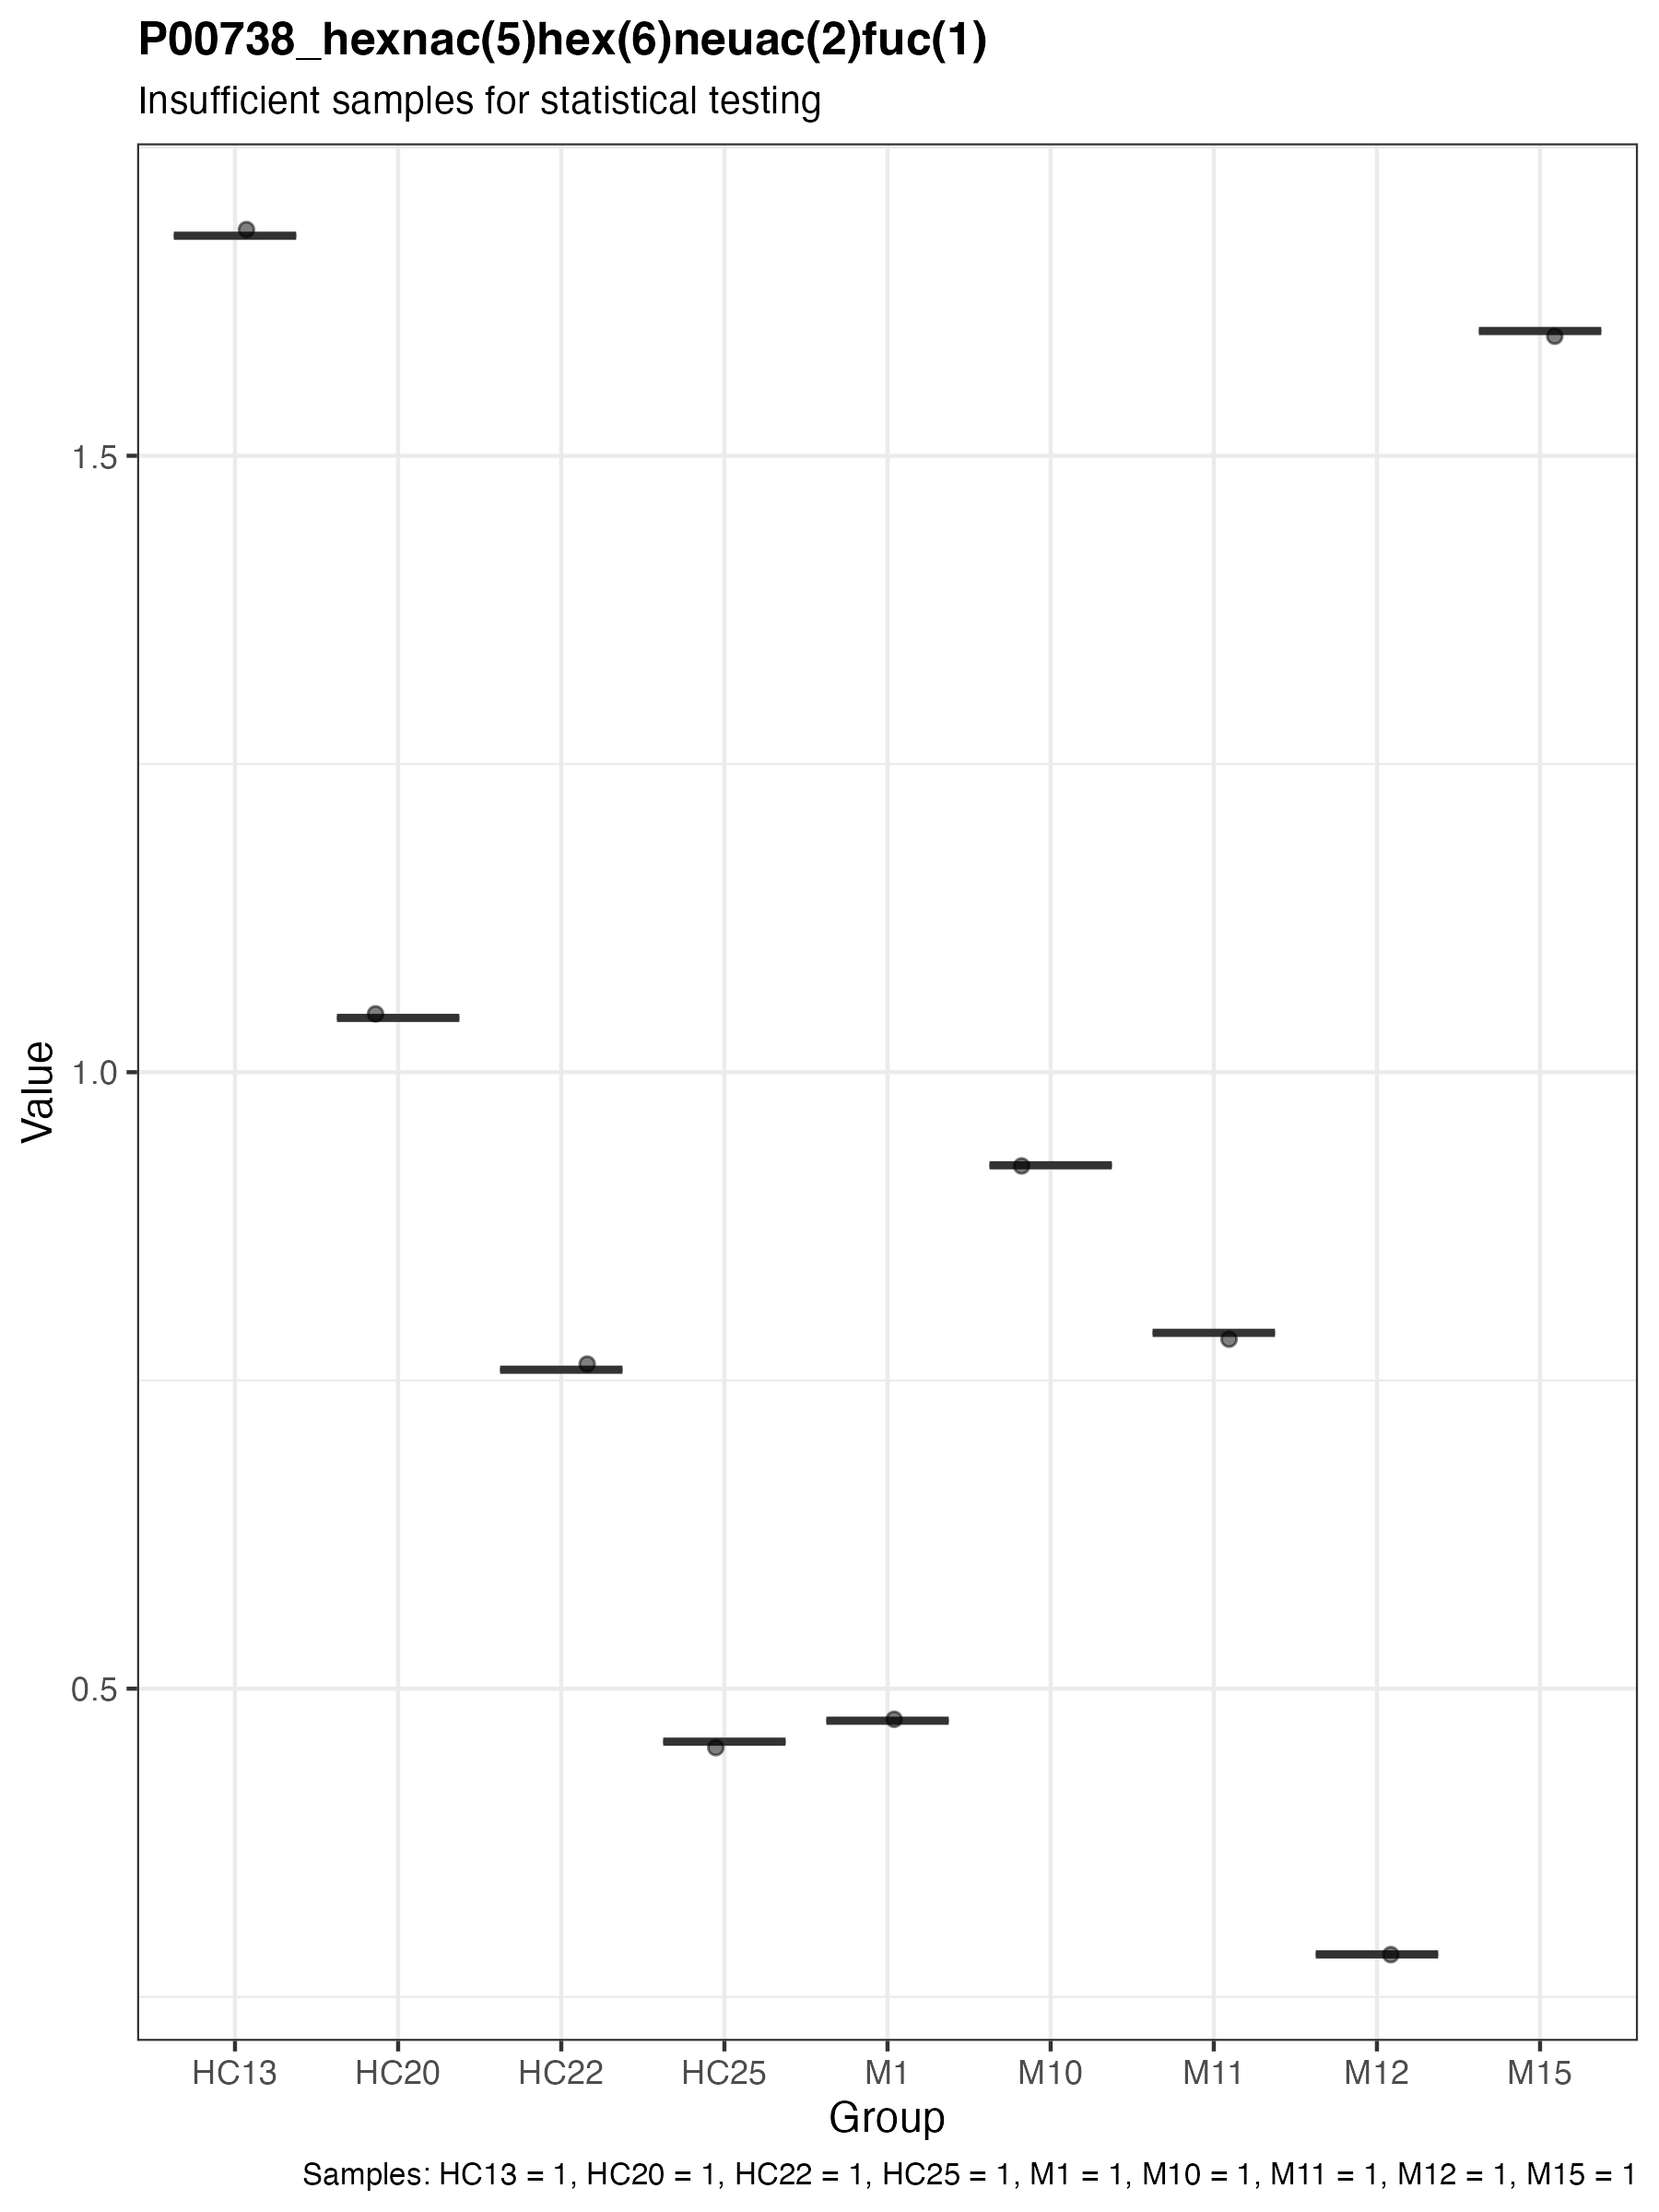 P00738_hexnac(5)hex(6)neuac(2)fuc(1)
Insufficient samples for statistical testing
1.5
1.0
0.5
Value
HC13 HC20 HC22 HC25 M1 M10 M11 M12 M15
Group
Samples: HC13 = 1, HC20 = 1, HC22 = 1, HC25 = 1, M1 = 1, M10 = 1, M11 = 1, M12 = 1, M15 = 1